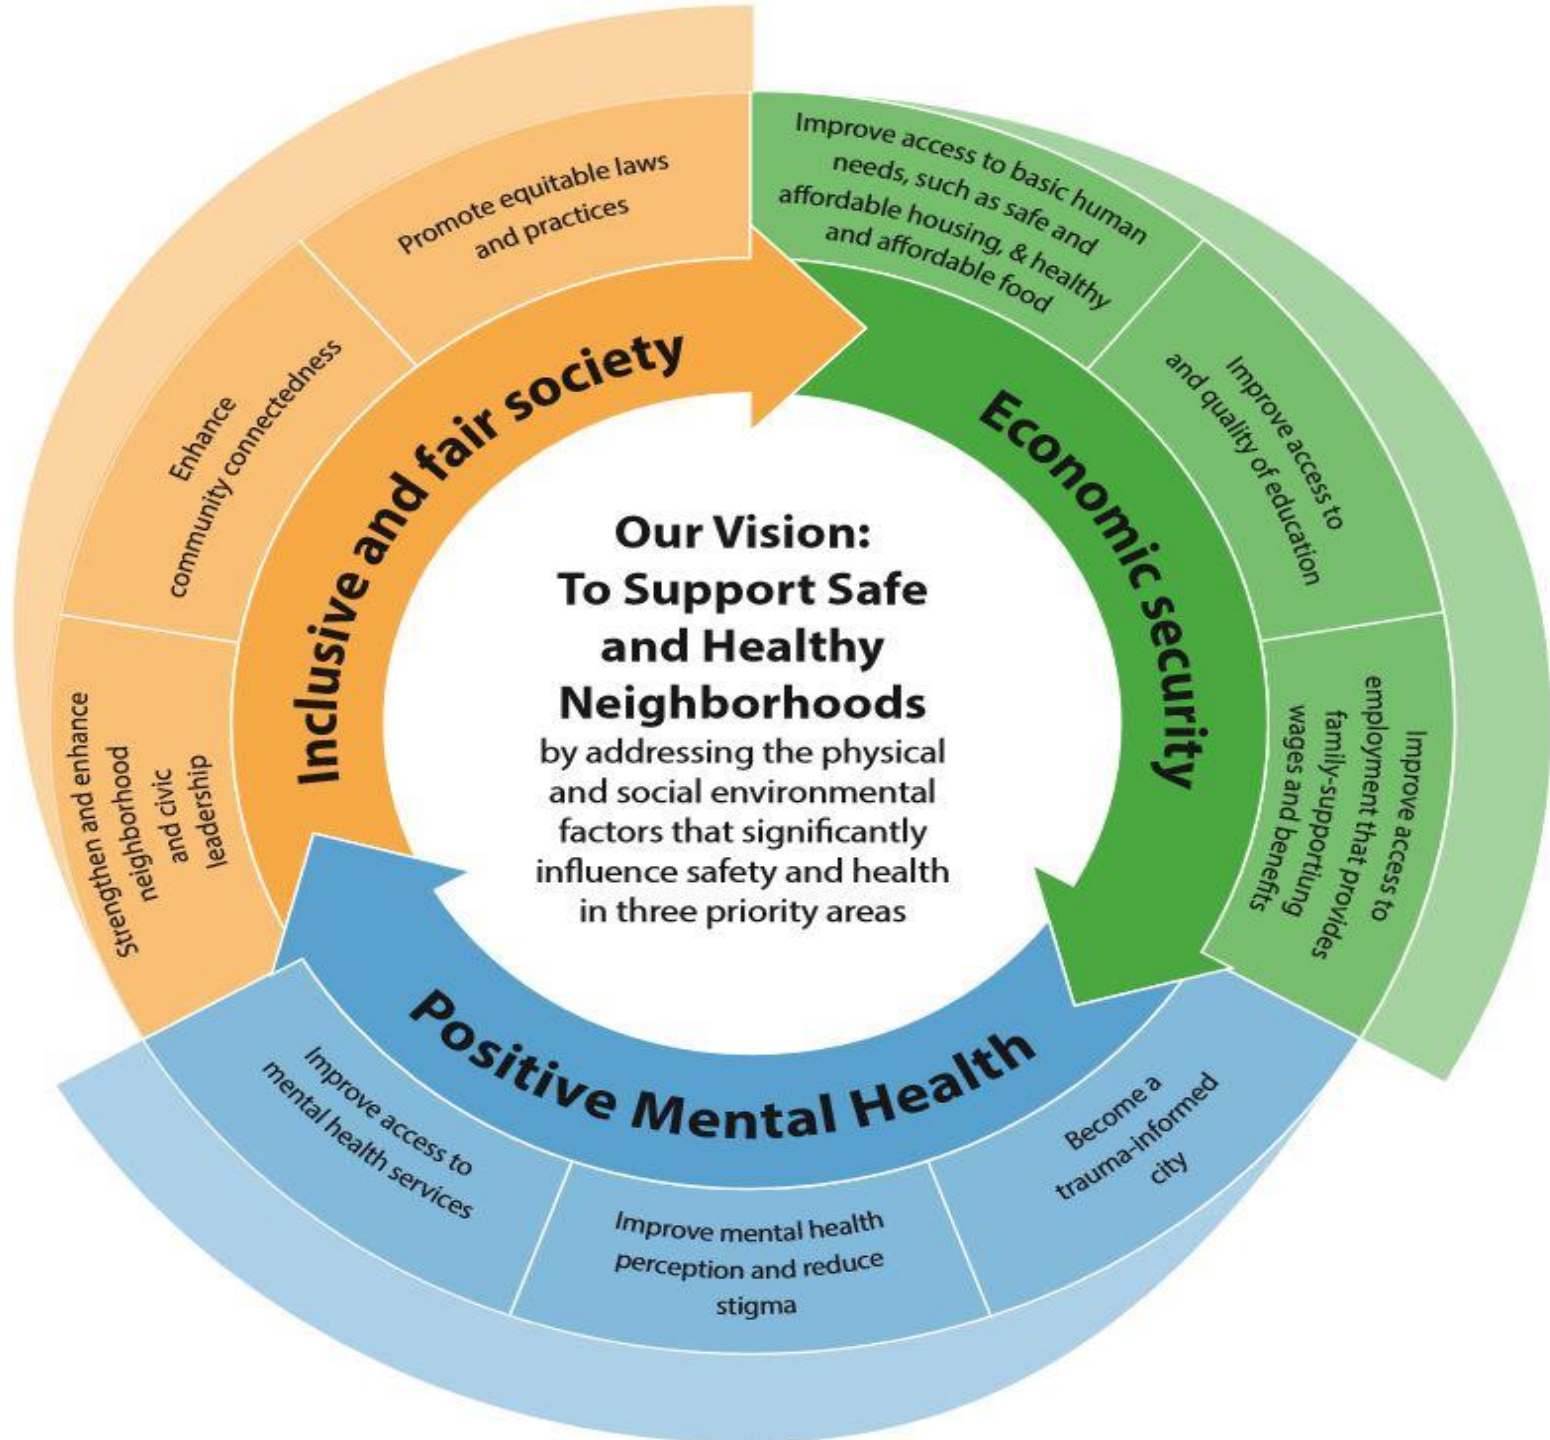 Our Vision:
To Support Safe
and Healthy
Neighborhoods
by addressing the physical
and social environmental
factors that significantly
influence safety and health
in three priority areas
Inclusive and fair society
Strengthen and enhance
neighborhood
and civic
leadership
Enhance
community connectedness
Promote equitable laws
and practices
Economic security
Improve access to basic human
needs, such as safe and
affordable housing, & healthy
and affordable food
Improve access to
and quality of education
Improve access to
employment that provides
family-supportiung
wages and benefits
Positive Mental Health
Become a
trauma-informed
city
Improve mental health
perception and reduce
stigma
Improve access to
mental health services